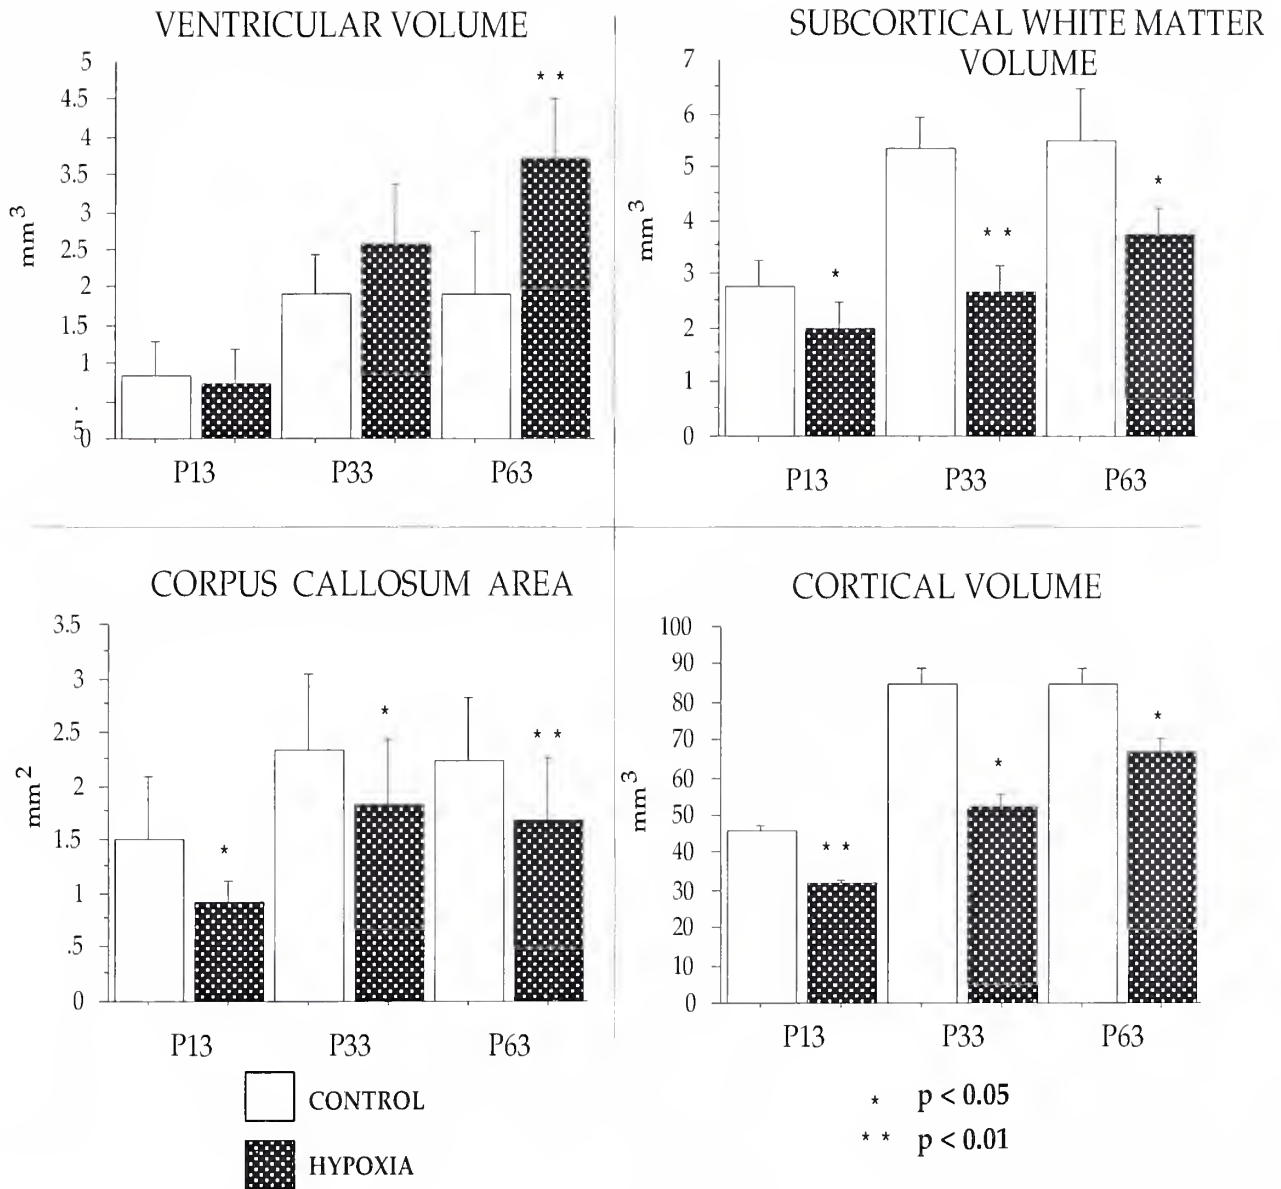 VENTRICULAR VOLUME
5
4.5
4
3.5
3
2.5
2
1.5
1
.5
0
mm3
* *
P13 P33 P63
SUBCORTICAL WHITE MATTER
VOLUME
7
6
5
4
3
2
1
0
mm3
*
* *
*
P13 P33 P63
CORPUS CALLOSUM AREA
3.5
3
2.5
2
1.5
1
.5
0
mm2
*
*
* *
P13 P33 P63
CORTICAL VOLUME
100
90
80
70
60
50
40
30
20
10
0
mm3
* *
*
*
P13 P33 P63
CONTROL
HYPOXIA
* p < 0.05
* * p < 0.01